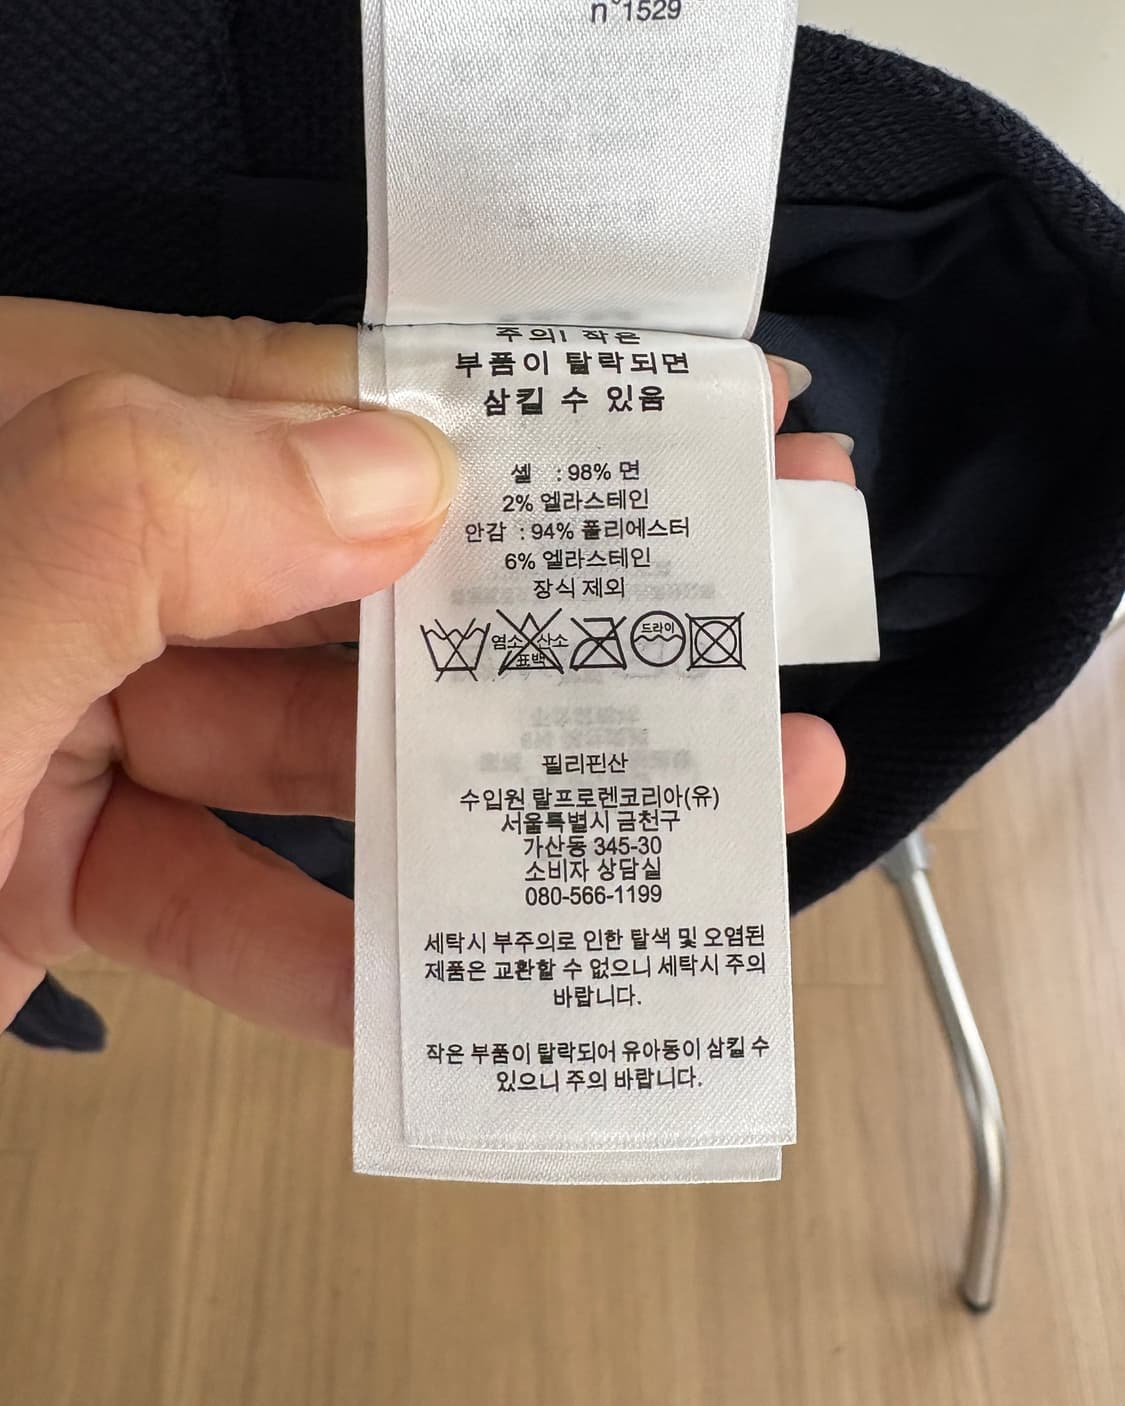 n°1529
주의! 작은
부품이 탈락되면
삼킬 수 있음
셸 : 98% 면
2% 엘라스테인
안감 : 94% 폴리에스터
6% 엘라스테인
장식 제외
염소 산소
표백
드라이
필리핀산
수입원 랄프로렌코리아(유)
서울특별시 금천구
가산동 345-30
소비자 상담실
080-566-1199
세탁시 부주의로 인한 탈색 및 오염된
제품은 교환할 수 없으니 세탁시 주의
바랍니다.
작은 부품이 탈락되어 유아동이 삼킬 수
있으니 주의 바랍니다.